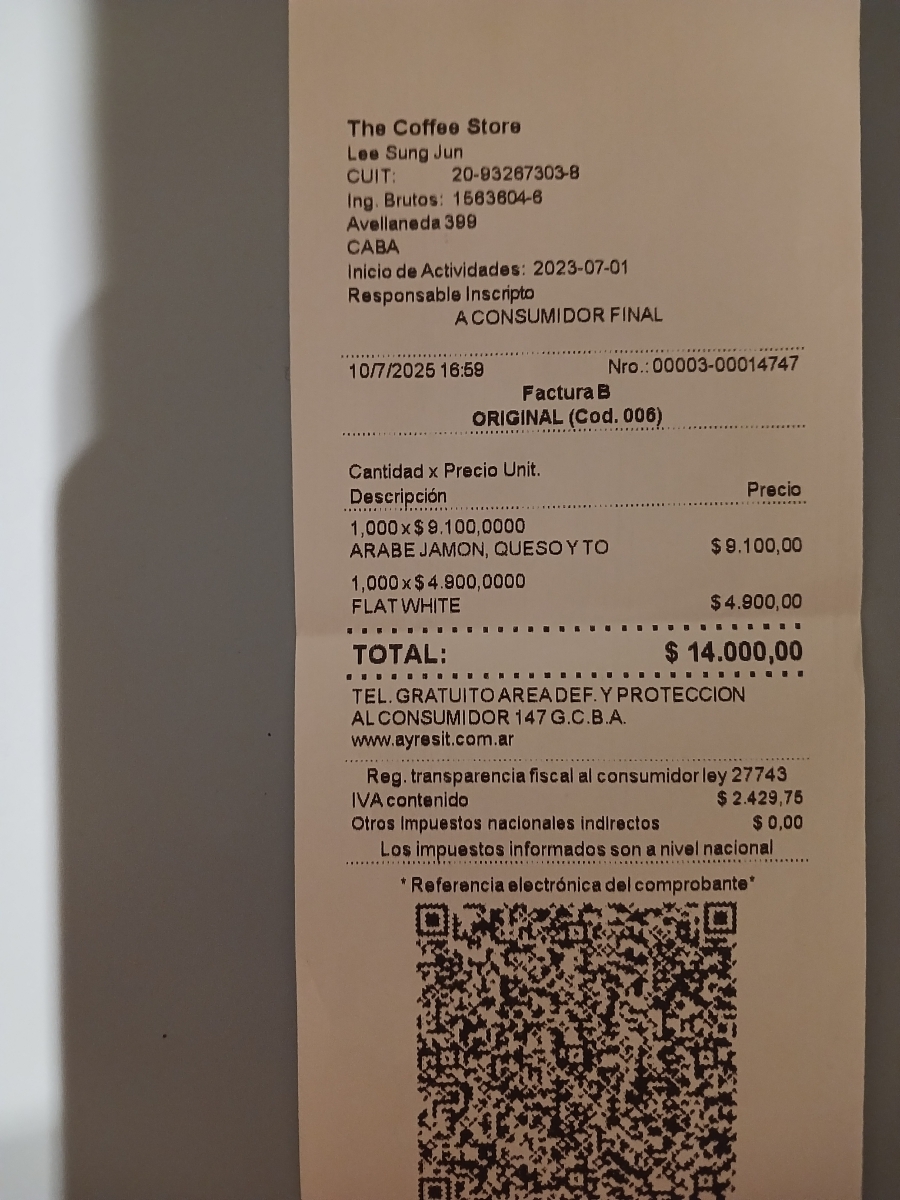 The Coffee Store
Lee Sung Jun
CUIT: 20-93267303-8
Ing. Brutos: 1563604-6
Avellaneda 399
CABA
Inicio de Actividades: 2023-07-01
Responsable Inscripto
A CONSUMIDOR FINAL
10/7/2025 16:59 Nro.: 00003-00014747
Factura B
ORIGINAL (Cod. 006)
Cantidad x Precio Unit.
Descripción Precio
1,000 x $ 9.100,0000
ARABE JAMON, QUESO Y TO $ 9.100,00
1,000 x $ 4.900,0000
FLAT WHITE $ 4.900,00
TOTAL: $ 14.000,00
TEL. GRATUITO AREA DEF. Y PROTECCION
AL CONSUMIDOR 147 G.C.B.A.
www.ayresit.com.ar
Reg. transparencia fiscal al consumidor ley 27743
IVA contenido $ 2.429,75
Otros impuestos nacionales indirectos $ 0,00
Los impuestos informados son a nivel nacional
* Referencia electrónica del comprobante*